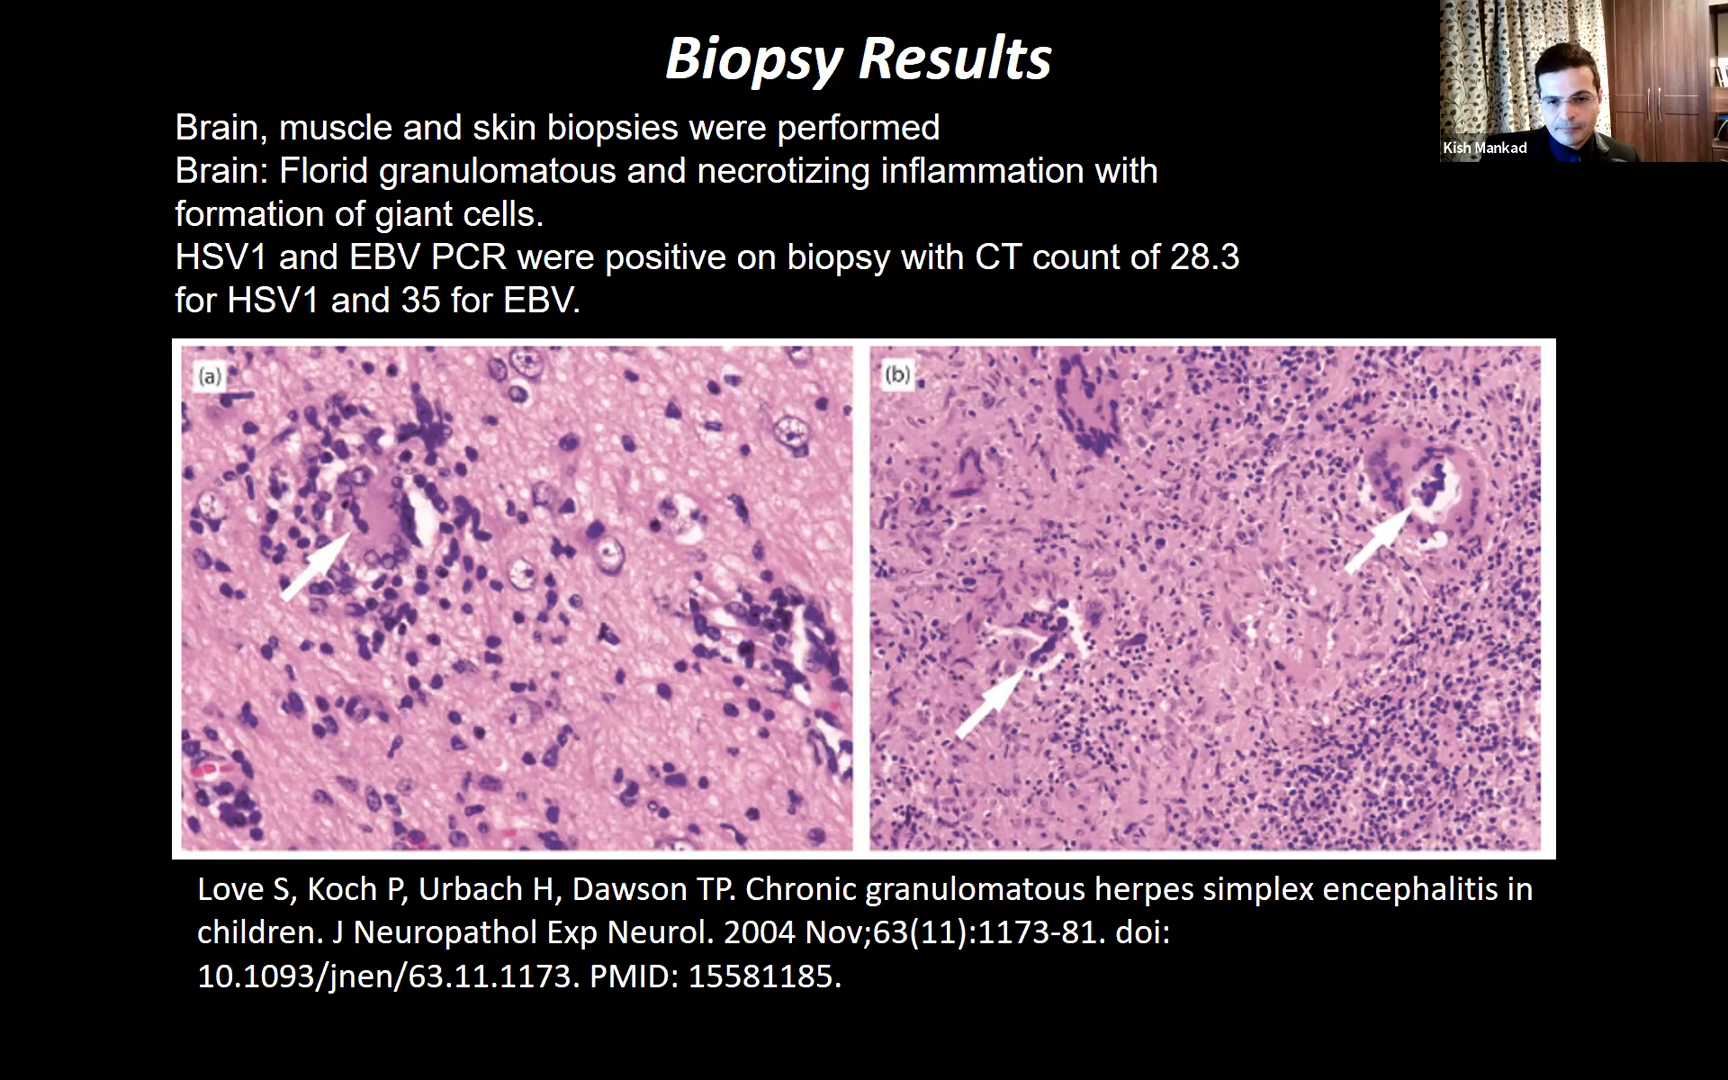 Biopsy Results
Kish Mankad
Brain, muscle and skin biopsies were performed
Brain: Florid granulomatous and necrotizing inflammation with
formation of giant cells.
HSV1 and EBV PCR were positive on biopsy with CT count of 28.3
for HSV1 and 35 for EBV.
(a)
(b)
Love S, Koch P, Urbach H, Dawson TP. Chronic granulomatous herpes simplex encephalitis in
children. J Neuropathol Exp Neurol. 2004 Nov;63(11):1173-81. doi:
10.1093/jnen/63.11.1173. PMID: 15581185.